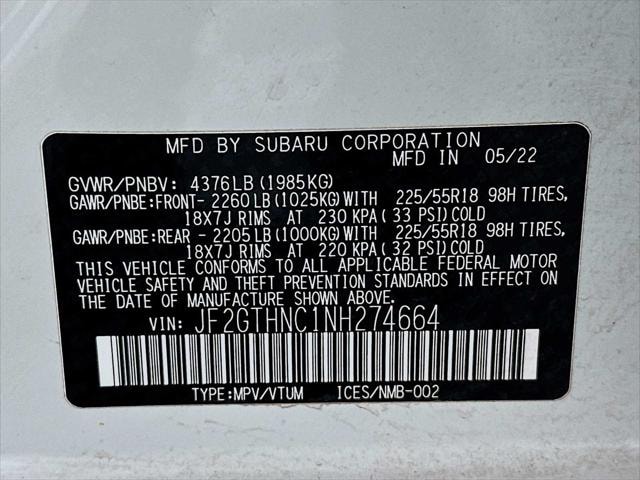 MFD BY SUBARU CORPORATION
MFD IN 05/22
GVWR/PNBV: 4376LB(1985KG)
GAWR/PNBE:FRONT- 2260LB(1025KG)WITH 225/55R18 98H TIRES,
18X7J RIMS AT 230 KPA(33 PSI)COLD
GAWR/PNBE:REAR - 2205LB(1000KG)WITH 225/55R18 98H TIRES,
18X7J RIMS AT 220 KPA(32 PSI)COLD
THIS VEHICLE CONFORMS TO ALL APPLICABLE FEDERAL MOTOR
VEHICLE SAFETY AND THEFT PREVENTION STANDARDS IN EFFECT
ON THE DATE OF MANUFACTURE SHOWN ABOVE.
VIN: JF2GTHNC1NH274664
TYPE:MPV/VTUM ICES/NMB-002